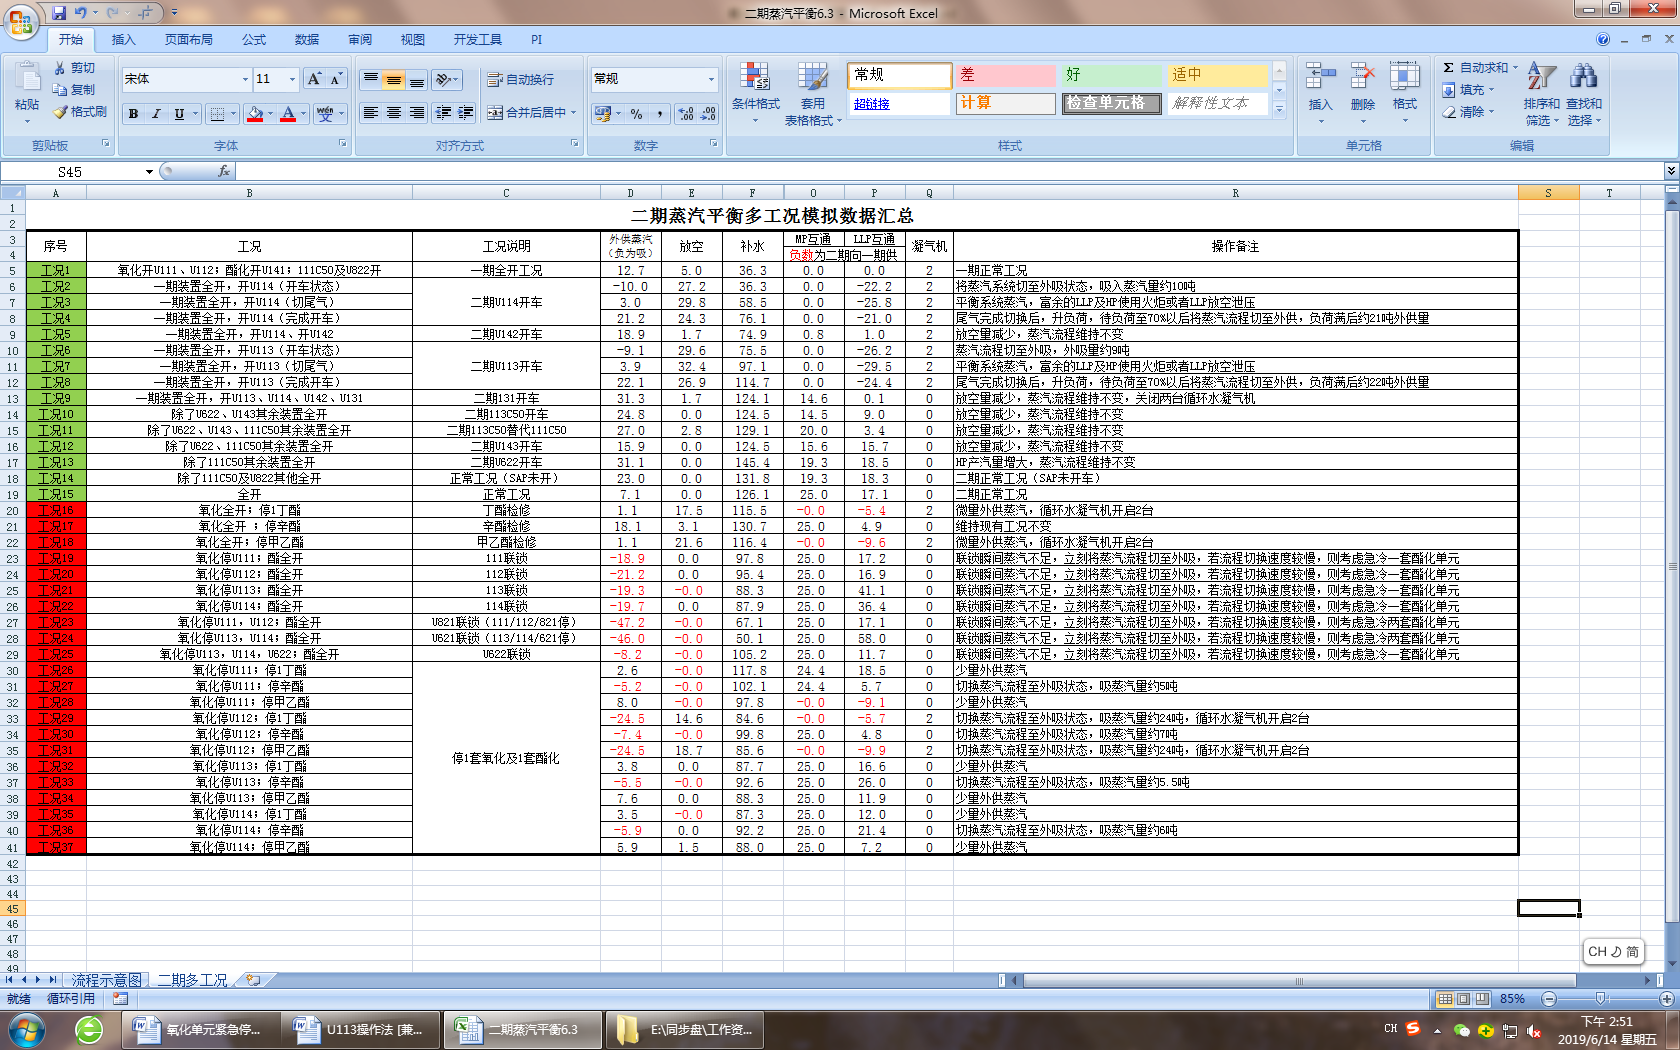 二期蒸汽平衡6.3 - Microsoft Excel
开始 插入 页面布局 公式 数据 审阅 视图 开发工具 PI
粘贴 剪切 复制 格式刷 宋体 11 自动换行 合并后居中 常规 条件格式 套用表格格式 常规 差 好 适中 超链接 计算 检查单元格 解释性文本 插入 删除 格式 Σ 自动求和 填充 清除 排序和筛选 查找和选择
剪贴板 字体 对齐方式 数字 样式 单元格 编辑
S45 fx
A B C D E F O P Q R S T
二期蒸汽平衡多工况模拟数据汇总
序号 工况 工况说明 外供蒸汽(负为吸) 放空 补水 MP互通 LLP互通 凝气机 操作备注
负数为二期向一期供
工况1 氧化开U111、U112；酯化开U141；111C50及U822开 一期全开工况 12.7 5.0 36.3 0.0 0.0 2 一期正常工况
工况2 一期装置全开，开U114（开车状态） -10.0 27.2 36.3 0.0 -22.2 2 将蒸汽系统切至外吸状态，吸入蒸汽量约10吨
工况3 一期装置全开，开U114（切尾气） 二期U114开车 3.0 29.8 58.5 0.0 -25.8 2 平衡系统蒸汽，富余的LLP及HP使用火炬或者LLP放空泄压
工况4 一期装置全开，开U114（完成开车） 21.2 24.3 76.1 0.0 -21.0 2 尾气完成切换后，升负荷，待负荷至70%以后将蒸汽流程切至外供，负荷满后约21吨外供量
工况5 一期装置全开，开U114、开U142 二期U142开车 18.9 1.7 74.9 0.8 1.0 2 放空量减少，蒸汽流程维持不变
工况6 一期装置全开，开U113（开车状态） -9.1 29.6 75.5 0.0 -26.2 2 蒸汽流程切至外吸，外吸量约9吨
工况7 一期装置全开，开U113（切尾气） 二期U113开车 3.9 32.4 97.1 0.0 -29.5 2 平衡系统蒸汽，富余的LLP及HP使用火炬或者LLP放空泄压
工况8 一期装置全开，开U113（完成开车） 22.1 26.9 114.7 0.0 -24.4 2 尾气完成切换后，升负荷，待负荷至70%以后将蒸汽流程切至外供，负荷满后约22吨外供量
工况9 一期装置全开，开U113、U114、U142、U131 二期131开车 31.3 1.7 124.1 14.6 0.1 0 放空量减少，蒸汽流程维持不变，关闭两台循环水凝气机
工况10 除了U622、U143其余装置全开 二期113C50开车 24.8 0.0 124.5 14.5 9.0 0 放空量减少，蒸汽流程维持不变
工况11 除了U622、U143、111C50其余装置全开 二期113C50替代111C50 27.0 2.8 129.1 20.0 3.4 0 放空量减少，蒸汽流程维持不变
工况12 除了U622、111C50其余装置全开 二期U143开车 15.9 0.0 124.5 15.6 15.7 0 放空量减少，蒸汽流程维持不变
工况13 除了111C50其余装置全开 二期U622开车 31.1 0.0 145.4 19.3 18.5 0 HP产汽量增大，蒸汽流程维持不变
工况14 除了111C50及U822其他全开 正常工况（SAP未开） 23.0 0.0 131.8 19.3 18.3 0 二期正常工况（SAP未开车）
工况15 全开 正常工况 7.1 0.0 126.1 25.0 17.1 0 二期正常工况
工况16 氧化全开；停1丁酯 丁酯检修 1.1 17.5 115.5 -0.0 -5.4 2 微量外供蒸汽，循环水凝气机开启2台
工况17 氧化全开 ；停辛酯 辛酯检修 18.1 3.1 130.7 25.0 4.9 0 维持现有工况不变
工况18 氧化全开；停甲乙酯 甲乙酯检修 1.1 21.6 116.4 -0.0 -9.6 2 微量外供蒸汽，循环水凝气机开启2台
工况19 氧化停U111；酯全开 111联锁 -18.9 0.0 97.8 25.0 17.2 0 联锁瞬间蒸汽不足，立刻将蒸汽流程切至外吸，若流程切换速度较慢，则考虑急冷一套酯化单元
工况20 氧化停U112；酯全开 112联锁 -21.2 0.0 95.4 25.0 16.9 0 联锁瞬间蒸汽不足，立刻将蒸汽流程切至外吸，若流程切换速度较慢，则考虑急冷一套酯化单元
工况21 氧化停U113；酯全开 113联锁 -19.3 -0.0 88.3 25.0 41.1 0 联锁瞬间蒸汽不足，立刻将蒸汽流程切至外吸，若流程切换速度较慢，则考虑急冷一套酯化单元
工况22 氧化停U114；酯全开 114联锁 -19.7 0.0 87.9 25.0 36.4 0 联锁瞬间蒸汽不足，立刻将蒸汽流程切至外吸，若流程切换速度较慢，则考虑急冷一套酯化单元
工况23 氧化停U111，U112；酯全开 U821联锁（111/112/821停） -47.2 -0.0 67.1 25.0 17.1 0 联锁瞬间蒸汽不足，立刻将蒸汽流程切至外吸，若流程切换速度较慢，则考虑急冷两套酯化单元
工况24 氧化停U113，U114；酯全开 U621联锁（113/114/621停） -46.0 -0.0 50.1 25.0 58.0 0 联锁瞬间蒸汽不足，立刻将蒸汽流程切至外吸，若流程切换速度较慢，则考虑急冷两套酯化单元
工况25 氧化停U113，U114，U622；酯全开 U622联锁 -8.2 -0.0 105.2 25.0 11.7 0 联锁瞬间蒸汽不足，立刻将蒸汽流程切至外吸，若流程切换速度较慢，则考虑急冷一套酯化单元
工况26 氧化停U111；停1丁酯 2.6 -0.0 117.8 24.4 18.5 0 少量外供蒸汽
工况27 氧化停U111；停辛酯 -5.2 -0.0 102.1 24.4 5.7 0 切换蒸汽流程至外吸状态，吸蒸汽量约5吨
工况28 氧化停U111；停甲乙酯 8.0 -0.0 97.8 -0.0 -9.1 0 少量外供蒸汽
工况29 氧化停U112；停1丁酯 -24.5 14.6 84.6 -0.0 -5.7 2 切换蒸汽流程至外吸状态，吸蒸汽量约24吨，循环水凝气机开启2台
工况30 氧化停U112；停辛酯 -7.4 -0.0 99.8 25.0 4.8 0 切换蒸汽流程至外吸状态，吸蒸汽量约7吨
工况31 氧化停U112；停甲乙酯 停1套氧化及1套酯化 -24.5 18.7 85.6 -0.0 -9.9 2 切换蒸汽流程至外吸状态，吸蒸汽量约24吨，循环水凝气机开启2台
工况32 氧化停U113；停1丁酯 3.8 0.0 87.7 25.0 16.6 0 少量外供蒸汽
工况33 氧化停U113；停辛酯 -5.5 -0.0 92.6 25.0 26.0 0 切换蒸汽流程至外吸状态，吸蒸汽量约5.5吨
工况34 氧化停U113；停甲乙酯 7.6 0.0 88.3 25.0 11.9 0 少量外供蒸汽
工况35 氧化停U114；停1丁酯 3.5 -0.0 87.3 25.0 12.0 0 少量外供蒸汽
工况36 氧化停U114；停辛酯 -5.9 0.0 92.2 25.0 21.4 0 切换蒸汽流程至外吸状态，吸蒸汽量约6吨
工况37 氧化停U114；停甲乙酯 5.9 1.5 88.0 25.0 7.2 0 少量外供蒸汽
CH 简
流程示意图 二期多工况
就绪 循环引用 85%
氧化单元紧急停... U113操作法 [兼... 二期蒸汽平衡6.3 E:\同步盘\工作资... CH 下午 2:51
2019/6/14 星期五